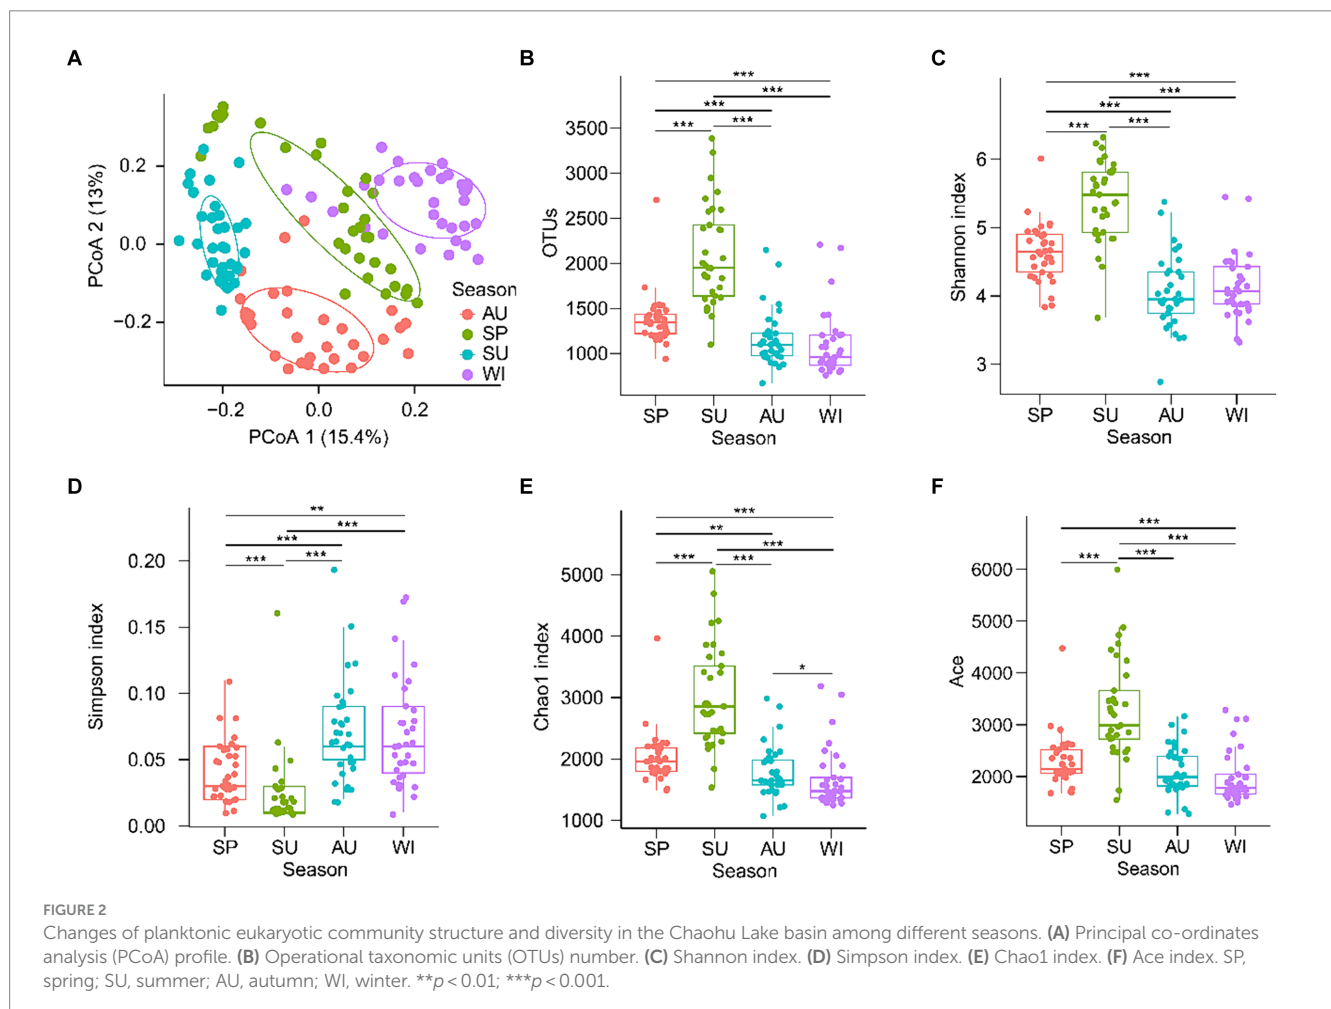 A
PCoA 2 (13%)
0.2
0.0
−0.2
−0.2
0.0
0.2
PCoA 1 (15.4%)
Season
AU
SP
SU
WI
B
OTUs
3500
3000
2500
2000
1500
1000
***
***
***
***
***
SP
SU
AU
WI
Season
C
Shannon index
6
5
4
3
***
***
***
***
***
SP
SU
AU
WI
Season
D
Simpson index
0.20
0.15
0.10
0.05
0.00
**
***
***
***
***
SP
SU
AU
WI
Season
E
Chao1 index
5000
4000
3000
2000
1000
***
**
***
***
***
*
SP
SU
AU
WI
Season
F
Ace
6000
5000
4000
3000
2000
***
***
***
***
SP
SU
AU
WI
Season
FIGURE 2
Changes of planktonic eukaryotic community structure and diversity in the Chaohu Lake basin among different seasons. (A) Principal co-ordinates
analysis (PCoA) profile. (B) Operational taxonomic units (OTUs) number. (C) Shannon index. (D) Simpson index. (E) Chao1 index. (F) Ace index. SP,
spring; SU, summer; AU, autumn; WI, winter. **p < 0.01; ***p < 0.001.